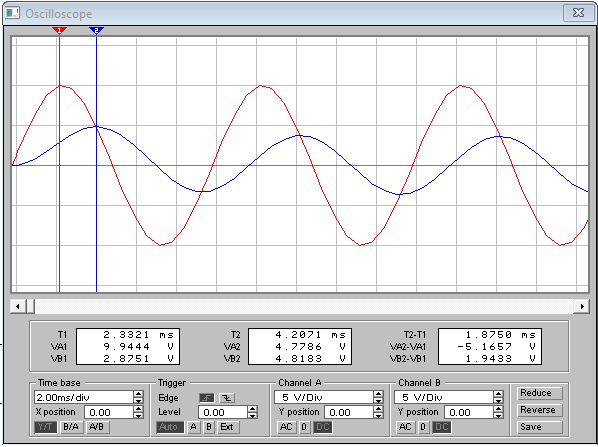 Oscilloscope
1 2
T1 2.3321 ms T2 4.2071 ms T2-T1 1.8750 ms
VA1 9.9444 V VA2 4.7786 V VA2-VA1 -5.1657 V
VB1 2.8751 V VB2 4.8183 V VB2-VB1 1.9433 V
Time base Trigger Channel A Channel B Reduce
2.00ms/div Edge 5 V/Div 5 V/Div Reverse
X position 0.00 Level 0.00 Y position 0.00 Y position 0.00
Y/T B/A A/B Auto A B Ext AC 0 DC AC 0 DC Save